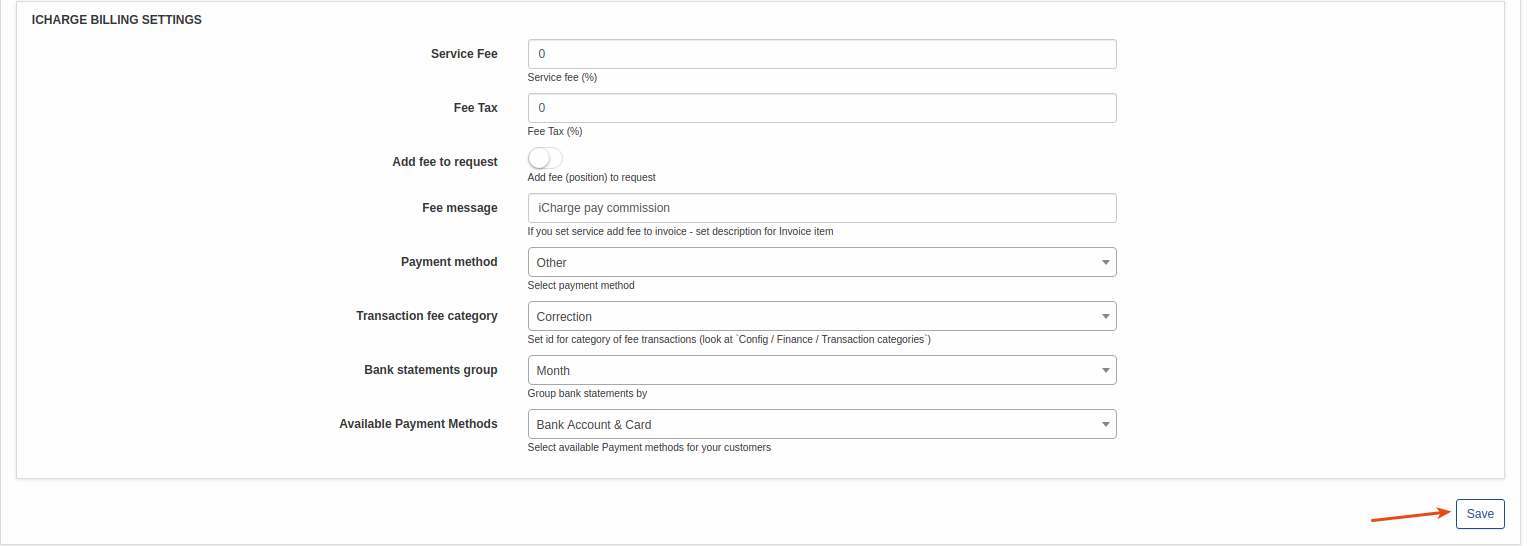 ICHARGE BILLING SETTINGS
Service Fee
0
Service fee (%)
Fee Tax
0
Fee Tax (%)
Add fee to request
Add fee (position) to request
Fee message
iCharge pay commission
If you set service add fee to invoice - set description for Invoice item
Payment method
Other
Select payment method
Transaction fee category
Correction
Set id for category of fee transactions (look at `Config / Finance / Transaction categories`)
Bank statements group
Month
Group bank statements by
Available Payment Methods
Bank Account & Card
Select available Payment methods for your customers
Save